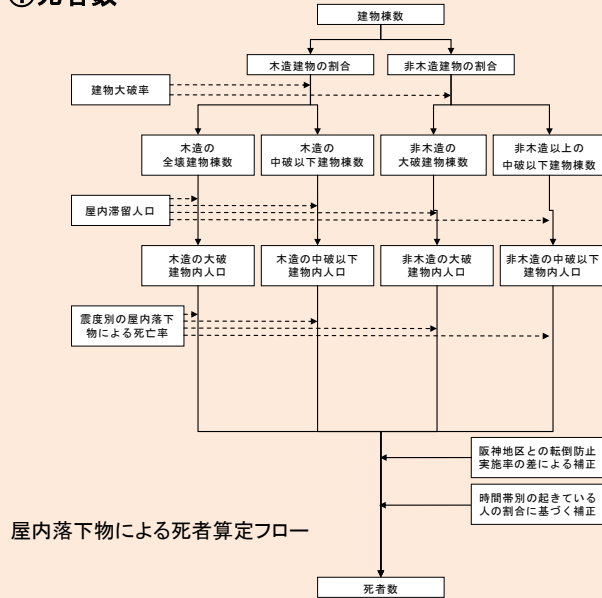 ①死者数
建物棟数
木造建物の割合
非木造建物の割合
建物大破率
木造の
全壊建物棟数
木造の
中破以下建物棟数
非木造の
大破建物棟数
非木造以上の
中破以下建物棟数
屋内滞留人口
木造の大破
建物内人口
木造の中破以下
建物内人口
非木造の大破
建物内人口
非木造の中破以下
建物内人口
震度別の屋内落下
物による死亡率
阪神地区との転倒防止
実施率の差による補正
時間帯別の起きている
人の割合に基づく補正
屋内落下物による死者算定フロー
死者数